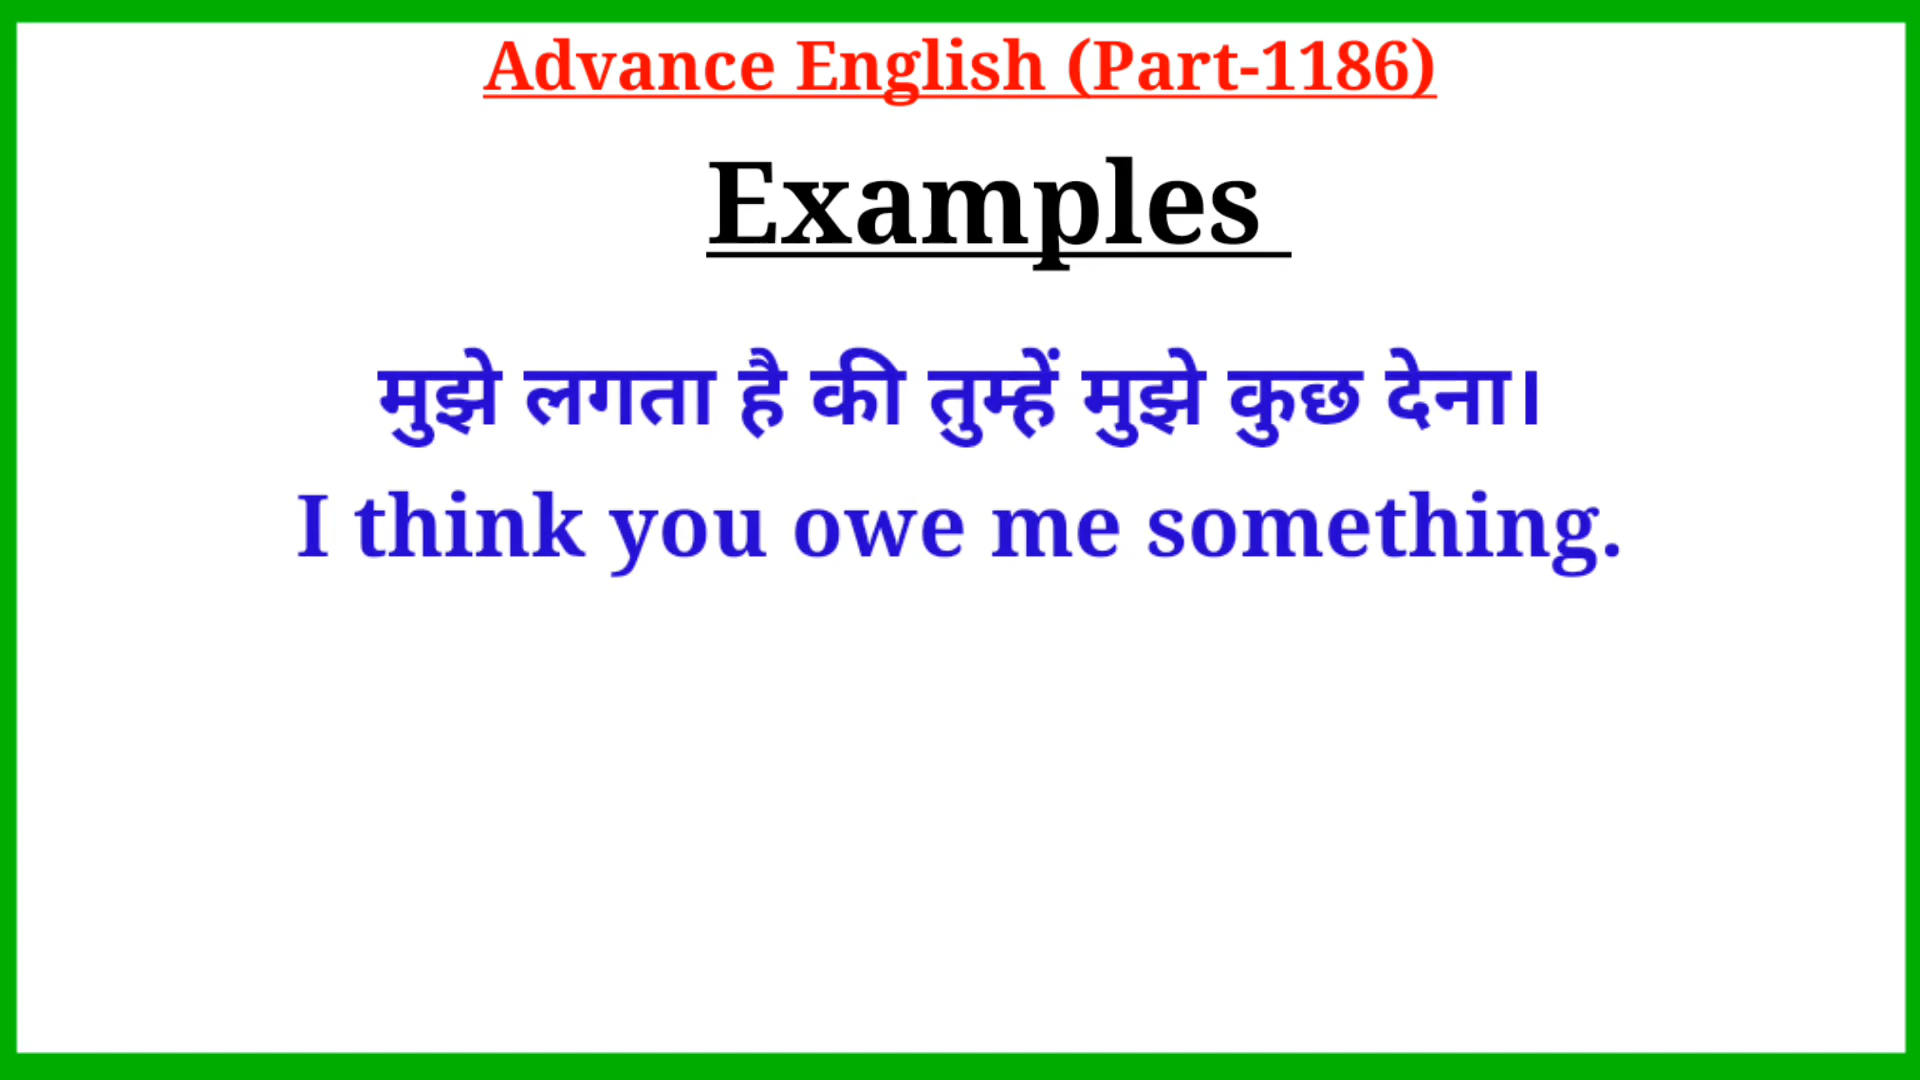 Advance English (Part-1186)
Examples
मुझे लगता है की तुम्हें मुझे कुछ देना।
I think you owe me something.